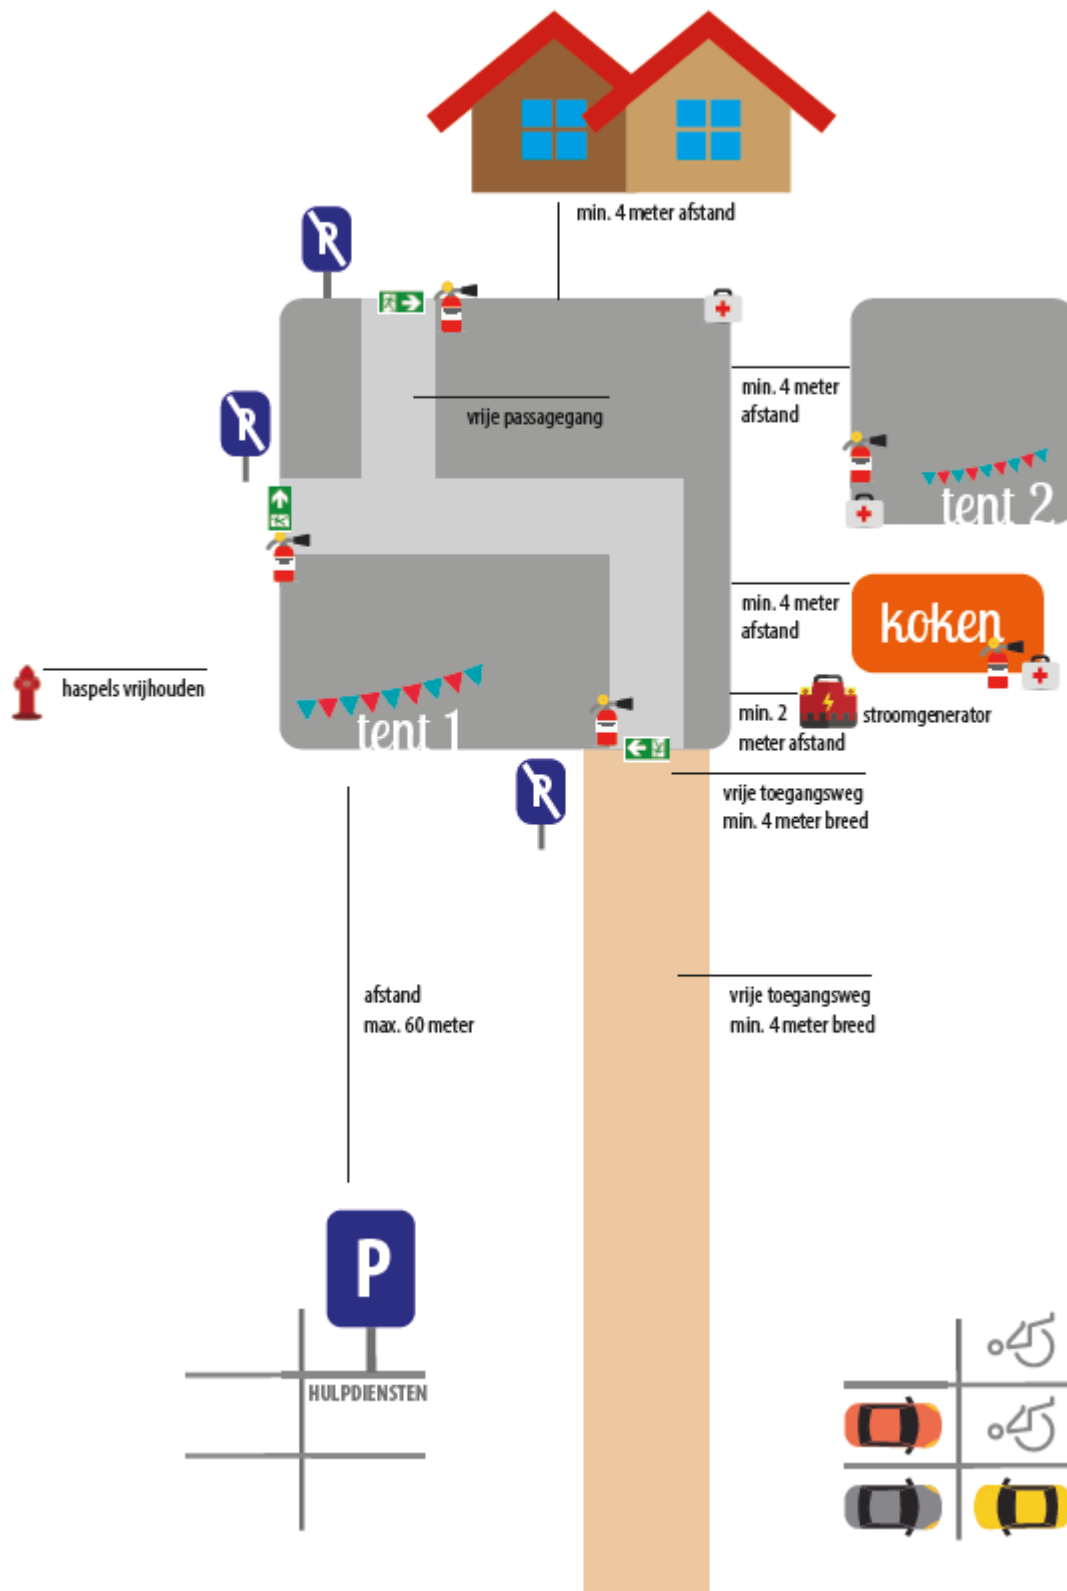 min. 4 meter afstand
P
P
vrije passagegang
min. 4 meter
afstand
tent 2
min. 4 meter
afstand
koken
haspels vrijhouden
tent 1
min. 2
meter afstand
stroomgenerator
P
vrije toegangsweg
min. 4 meter breed
afstand
max. 60 meter
vrije toegangsweg
min. 4 meter breed
P
HULPDIENSTEN